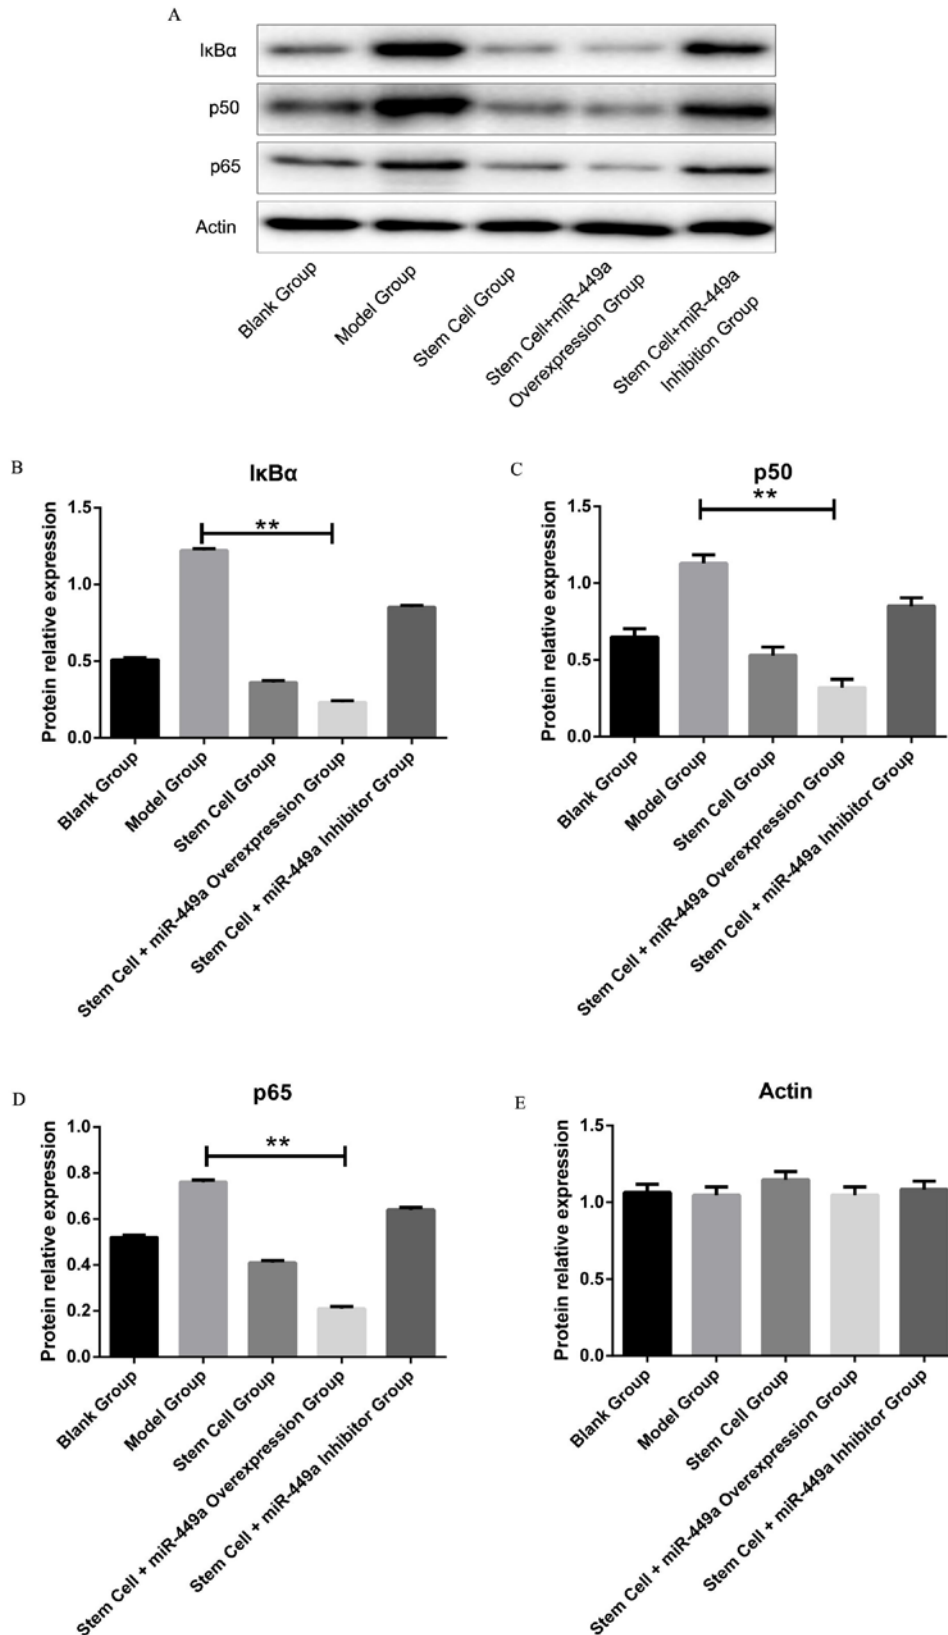 A
IκBα
p50
p65
Actin
Blank Group
Model Group
Stem Cell Group
Stem Cell+miR-449a
Overexpression Group
Stem Cell+miR-449a
Inhibition Group
B
IκBα
Protein relative expression
1.5
1.0
0.5
0.0
**
Blank Group
Model Group
Stem Cell Group
Stem Cell + miR-449a Overexpression Group
Stem Cell + miR-449a Inhibitor Group
C
p50
Protein relative expression
1.5
1.0
0.5
0.0
**
Blank Group
Model Group
Stem Cell Group
Stem Cell + miR-449a Overexpression Group
Stem Cell + miR-449a Inhibitor Group
D
p65
Protein relative expression
1.0
0.8
0.6
0.4
0.2
0.0
**
Blank Group
Model Group
Stem Cell Group
Stem Cell + miR-449a Overexpression Group
Stem Cell + miR-449a Inhibitor Group
E
Actin
Protein relative expression
1.5
1.0
0.5
0.0
Blank Group
Model Group
Stem Cell Group
Stem Cell + miR-449a Overexpression Group
Stem Cell + miR-449a Inhibitor Group